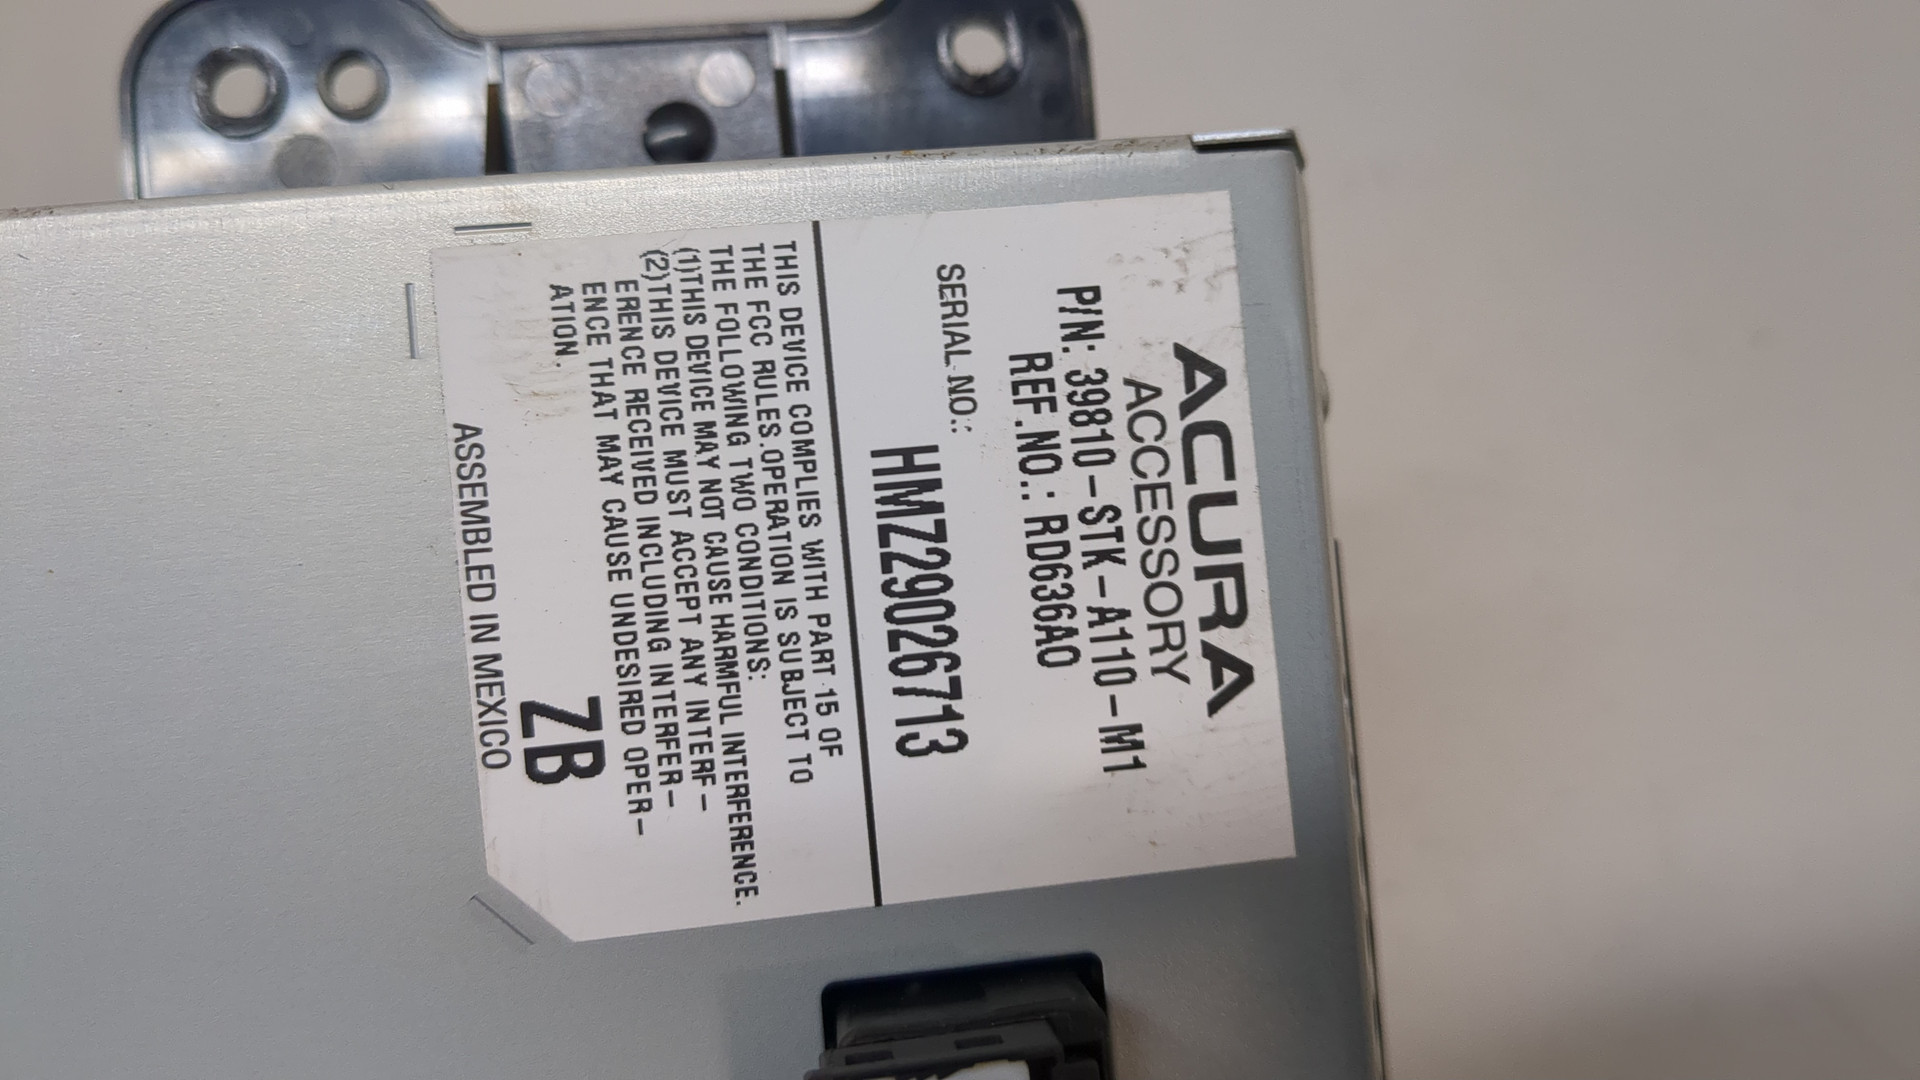 ACURA
ACCESSORY
P/N: 39810-STK-A110-M1
REF.NO.: RD636A0
SERIAL NO.:
HMZ29026713
THIS DEVICE COMPLIES WITH PART 15 OF
THE FCC RULES.OPERATION IS SUBJECT TO
THE FOLLOWING TWO CONDITIONS:
(1)THIS DEVICE MAY NOT CAUSE HARMFUL INTERFERENCE.
(2)THIS DEVICE MUST ACCEPT ANY INTERF-
ERENCE RECEIVED INCLUDING INTERFER-
ENCE THAT MAY CAUSE UNDESIRED OPER-
ATION.
ZB
ASSEMBLED IN MEXICO